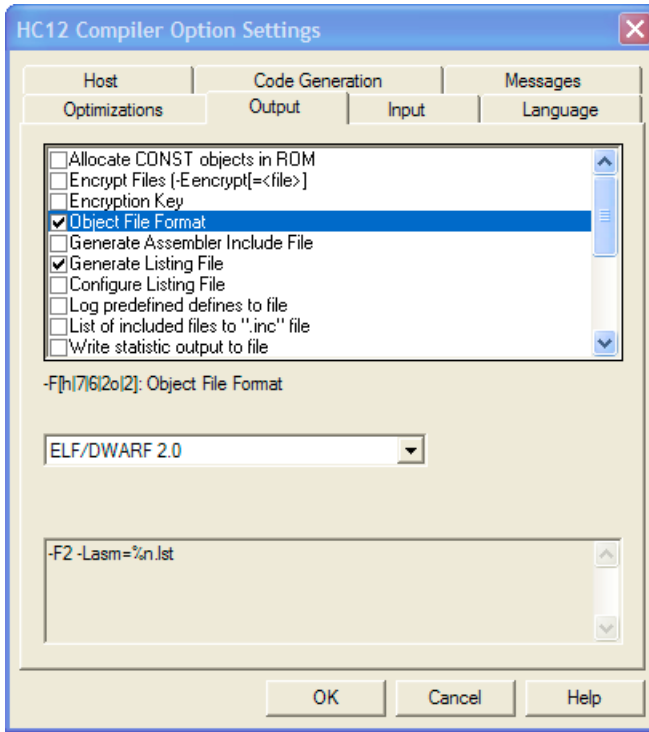 HC12 Compiler Option Settings
Host Code Generation Messages
Optimizations Output Input Language
Allocate CONST objects in ROM
Encrypt Files (-Eencrypt[=<file>]
Encryption Key
Object File Format
Generate Assembler Include File
Generate Listing File
Configure Listing File
Log predefined defines to file
List of included files to ".inc" file
Write statistic output to file
-F[h|7|6|2o|2]: Object File Format
ELF/DWARF 2.0
-F2 -Lasm=%n.lst
OK Cancel Help